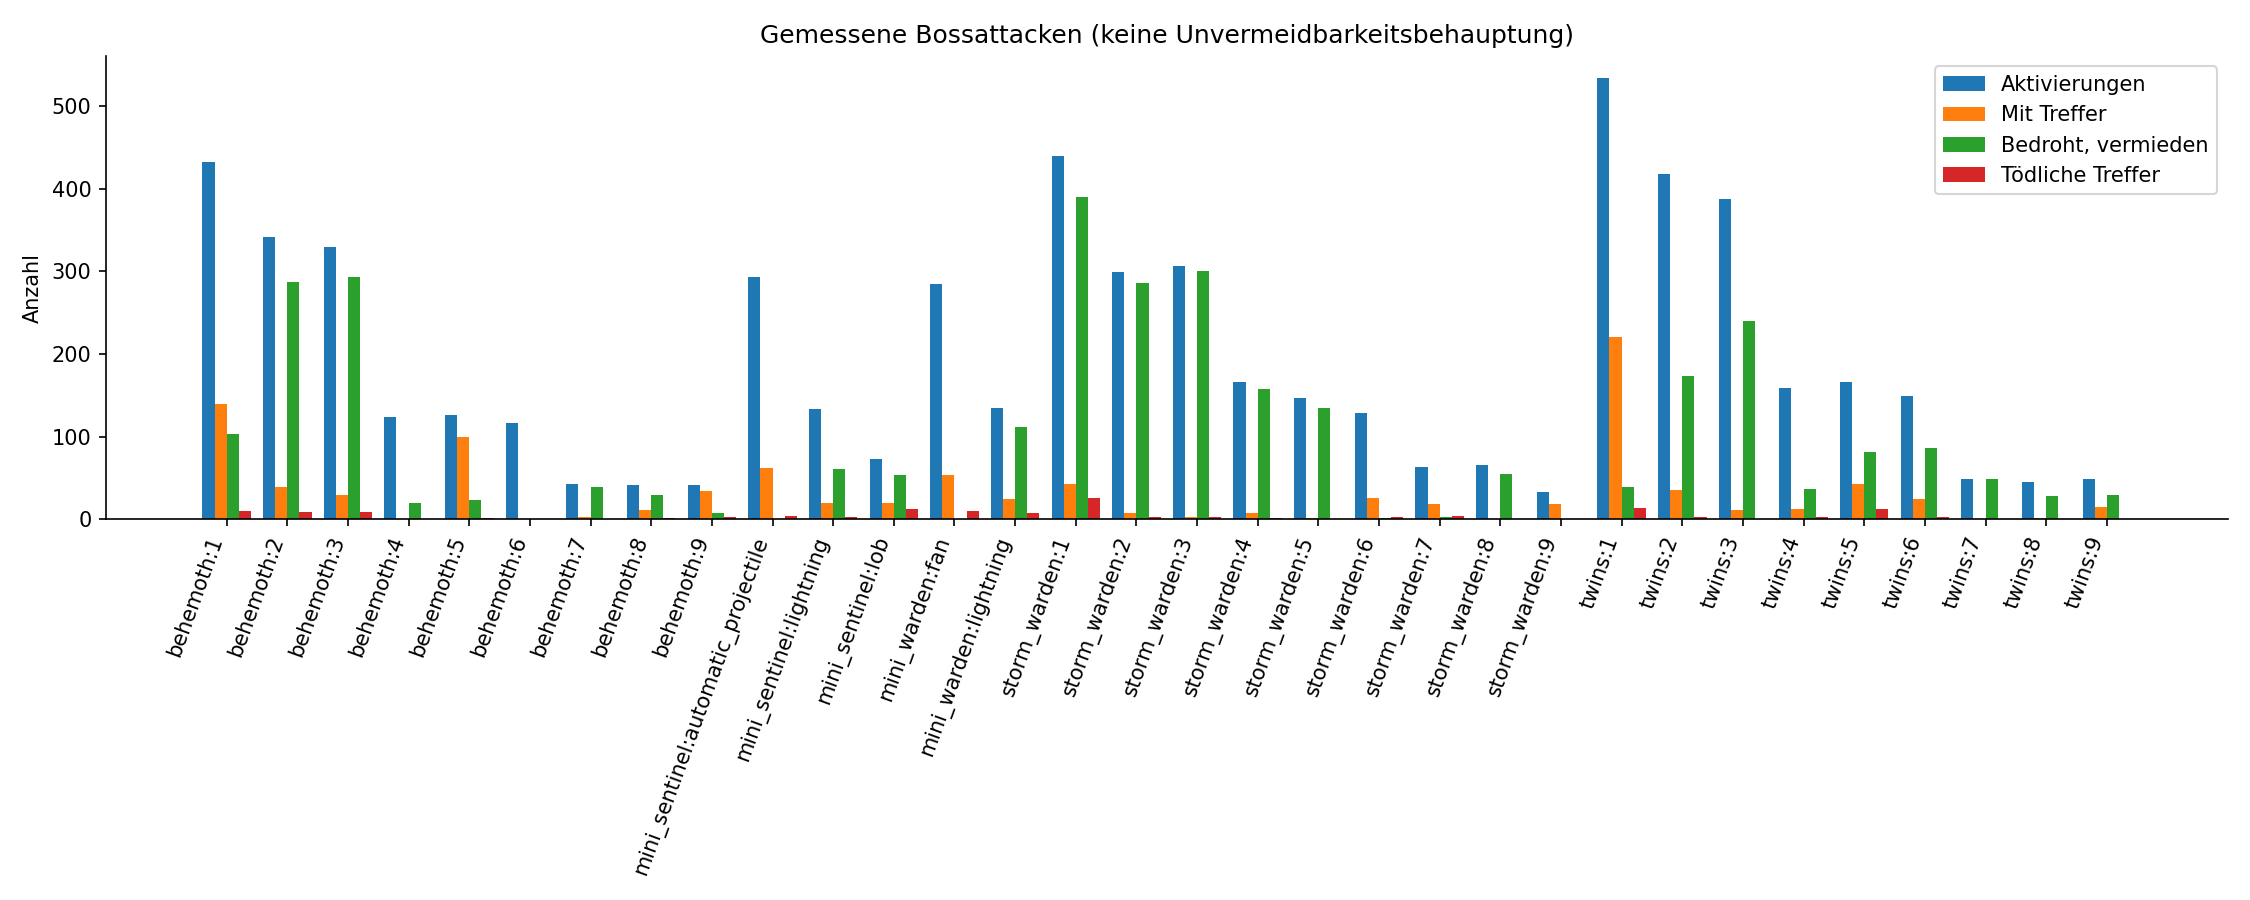 Gemessene Bossattacken (keine Unvermeidbarkeitsbehauptung)
Aktivierungen
Mit Treffer
Bedroht, vermieden
Tödliche Treffer
Anzahl
500
400
300
200
100
0
behemoth:1
behemoth:2
behemoth:3
behemoth:4
behemoth:5
behemoth:6
behemoth:7
behemoth:8
behemoth:9
mini_sentinel:automatic_projectile
mini_sentinel:lightning
mini_sentinel:lob
mini_warden:fan
mini_warden:lightning
storm_warden:1
storm_warden:2
storm_warden:3
storm_warden:4
storm_warden:5
storm_warden:6
storm_warden:7
storm_warden:8
storm_warden:9
twins:1
twins:2
twins:3
twins:4
twins:5
twins:6
twins:7
twins:8
twins:9